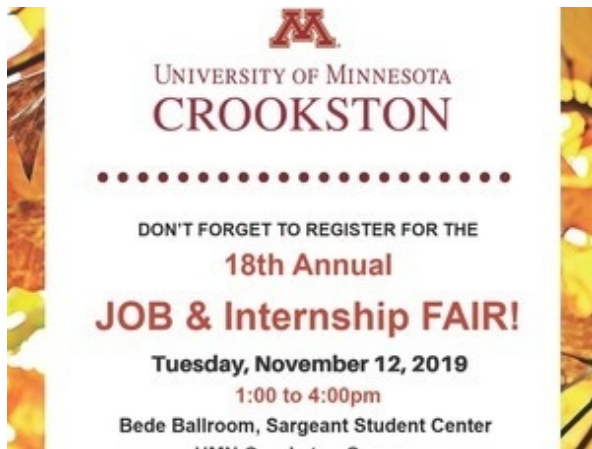 M
UNIVERSITY OF MINNESOTA
CROOKSTON
DON'T FORGET TO REGISTER FOR THE
18th Annual
JOB & Internship FAIR!
Tuesday, November 12, 2019
1:00 to 4:00pm
Bede Ballroom, Sargeant Student Center